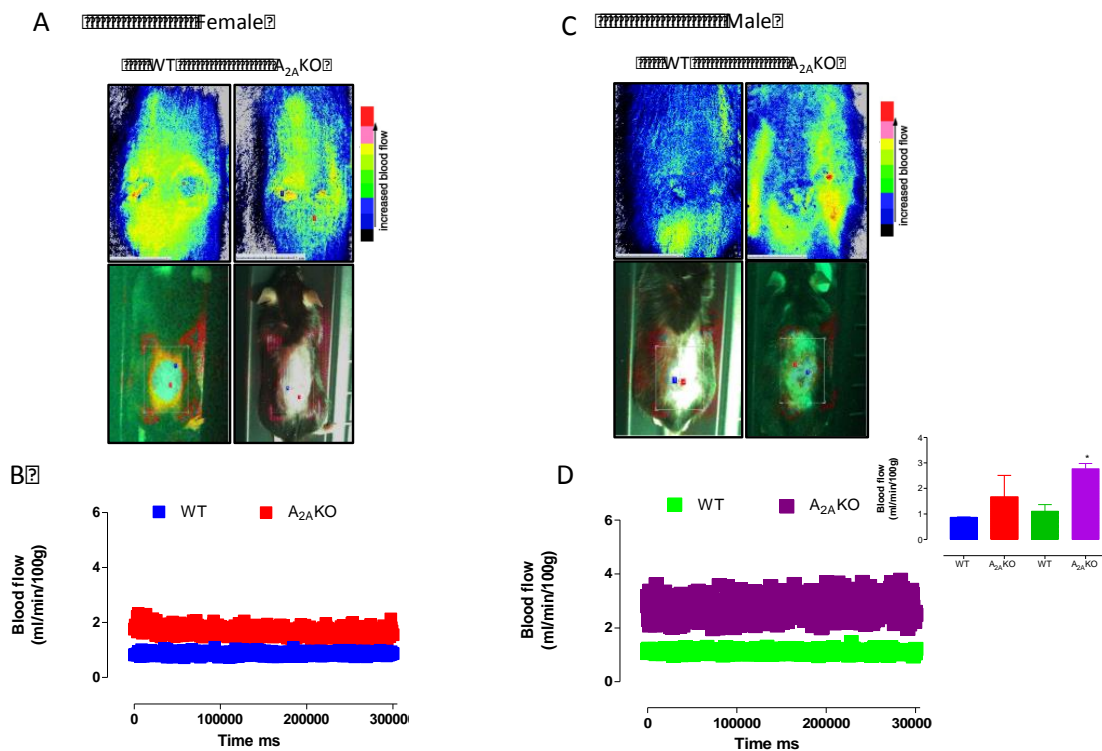 A
Female
WT A2AKO
increased blood flow
B
WT A2AKO
Blood flow
(ml/min/100g)
6
4
2
0
0 100000 200000 300000
Time ms
C
Male
WT A2AKO
increased blood flow
D
WT A2AKO
Blood flow
(ml/min/100g)
6
4
2
0
0 100000 200000 30000
Time ms
Blood flow
(ml/min/100g)
4
3
2
1
0
*
WT A2AKO WT A2AKO